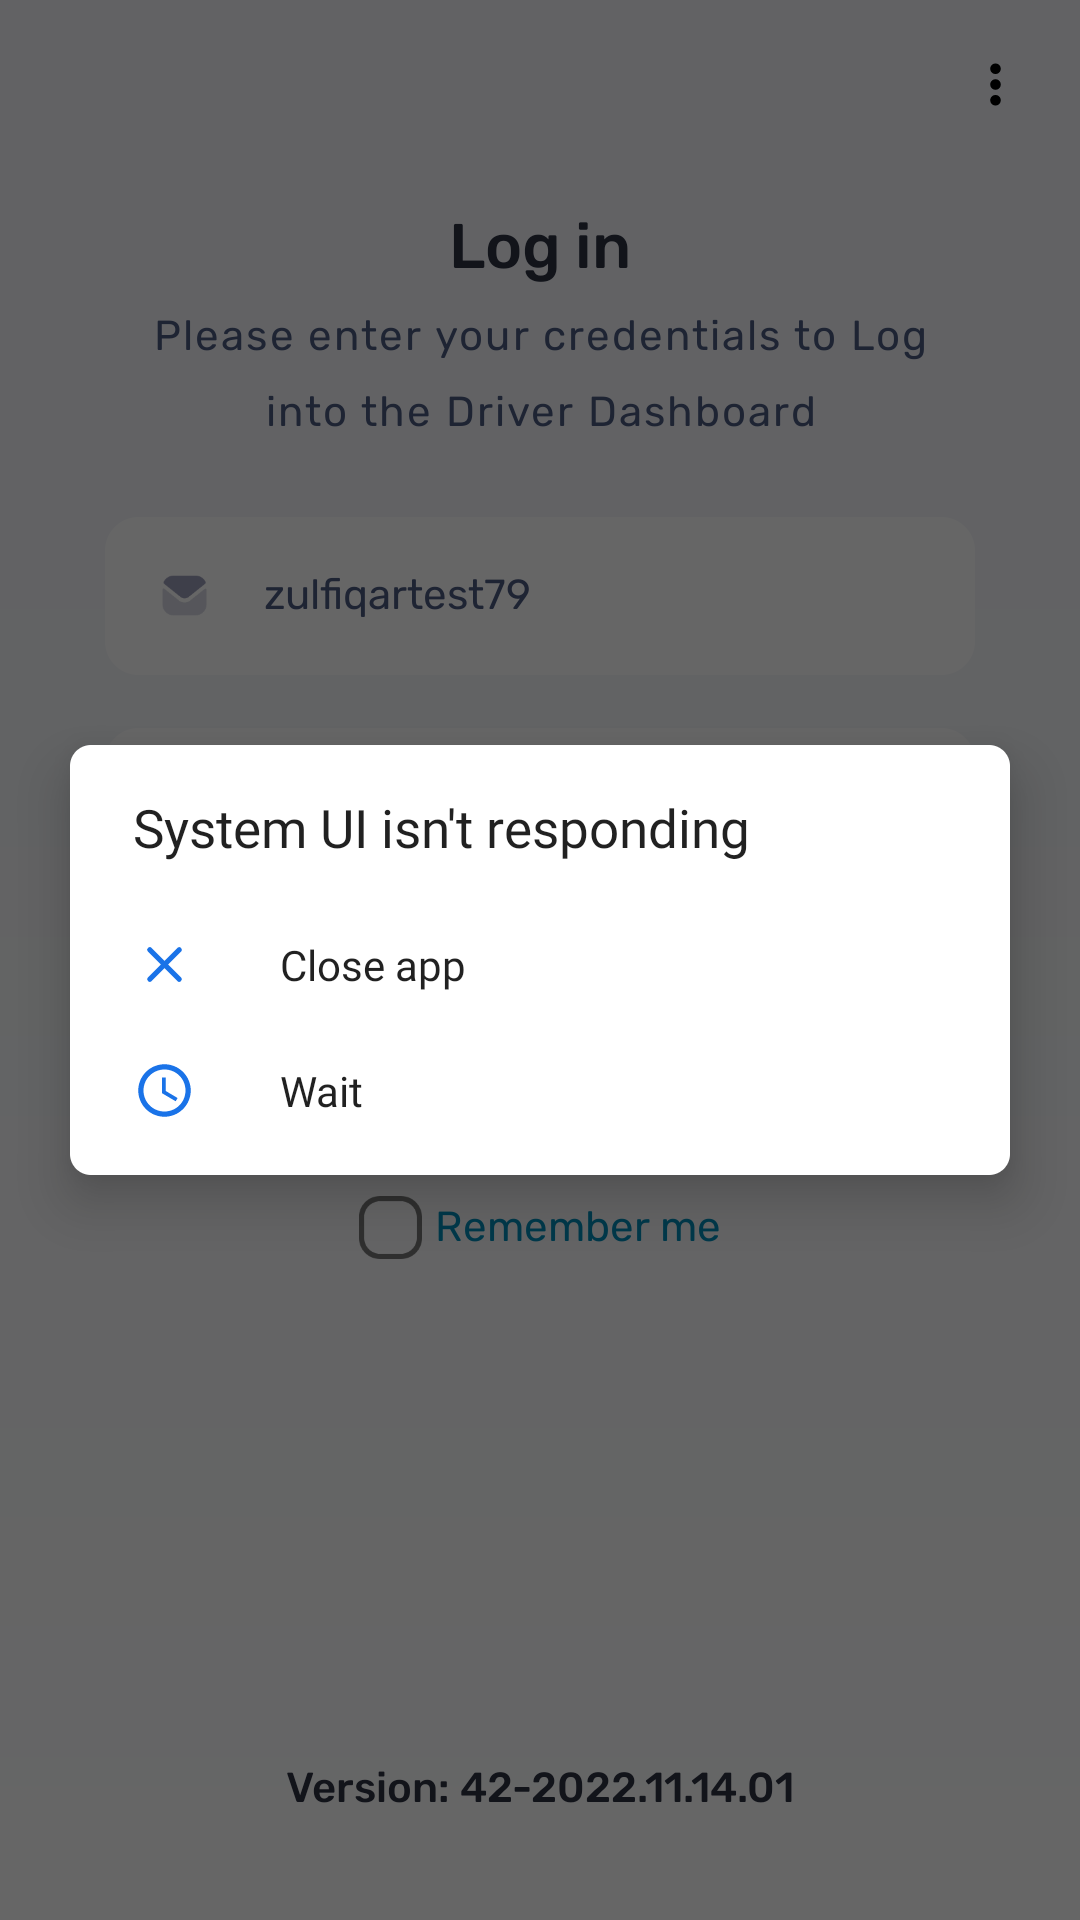 Log in
Please enter your credentials to Log
into the Driver Dashboard
zulfiqartest79
System UI isn't responding
Close app
Wait
Remember me
Version: 42-2022.11.14.01